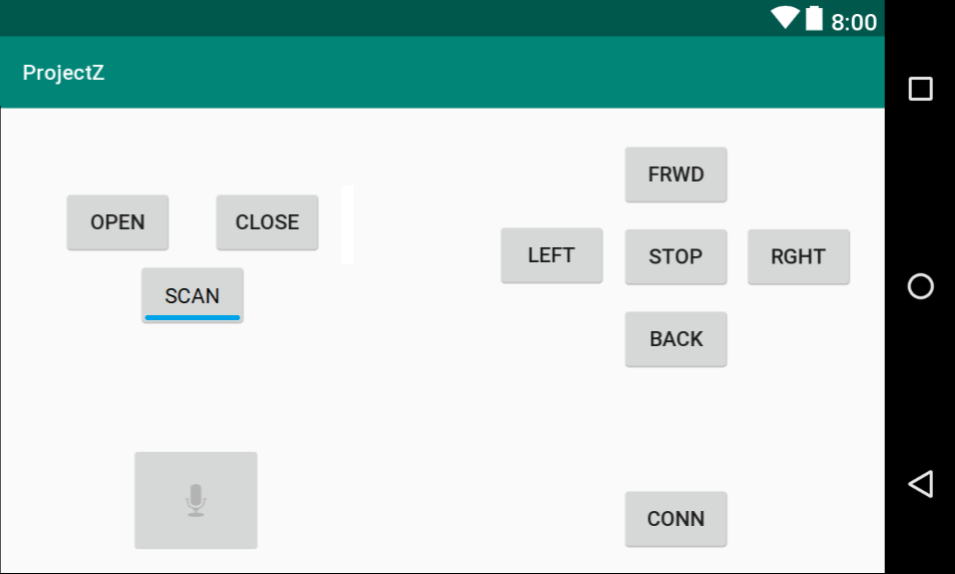 8:00
ProjectZ
FRWD
OPEN
CLOSE
LEFT
STOP
RGHT
SCAN
BACK
CONN